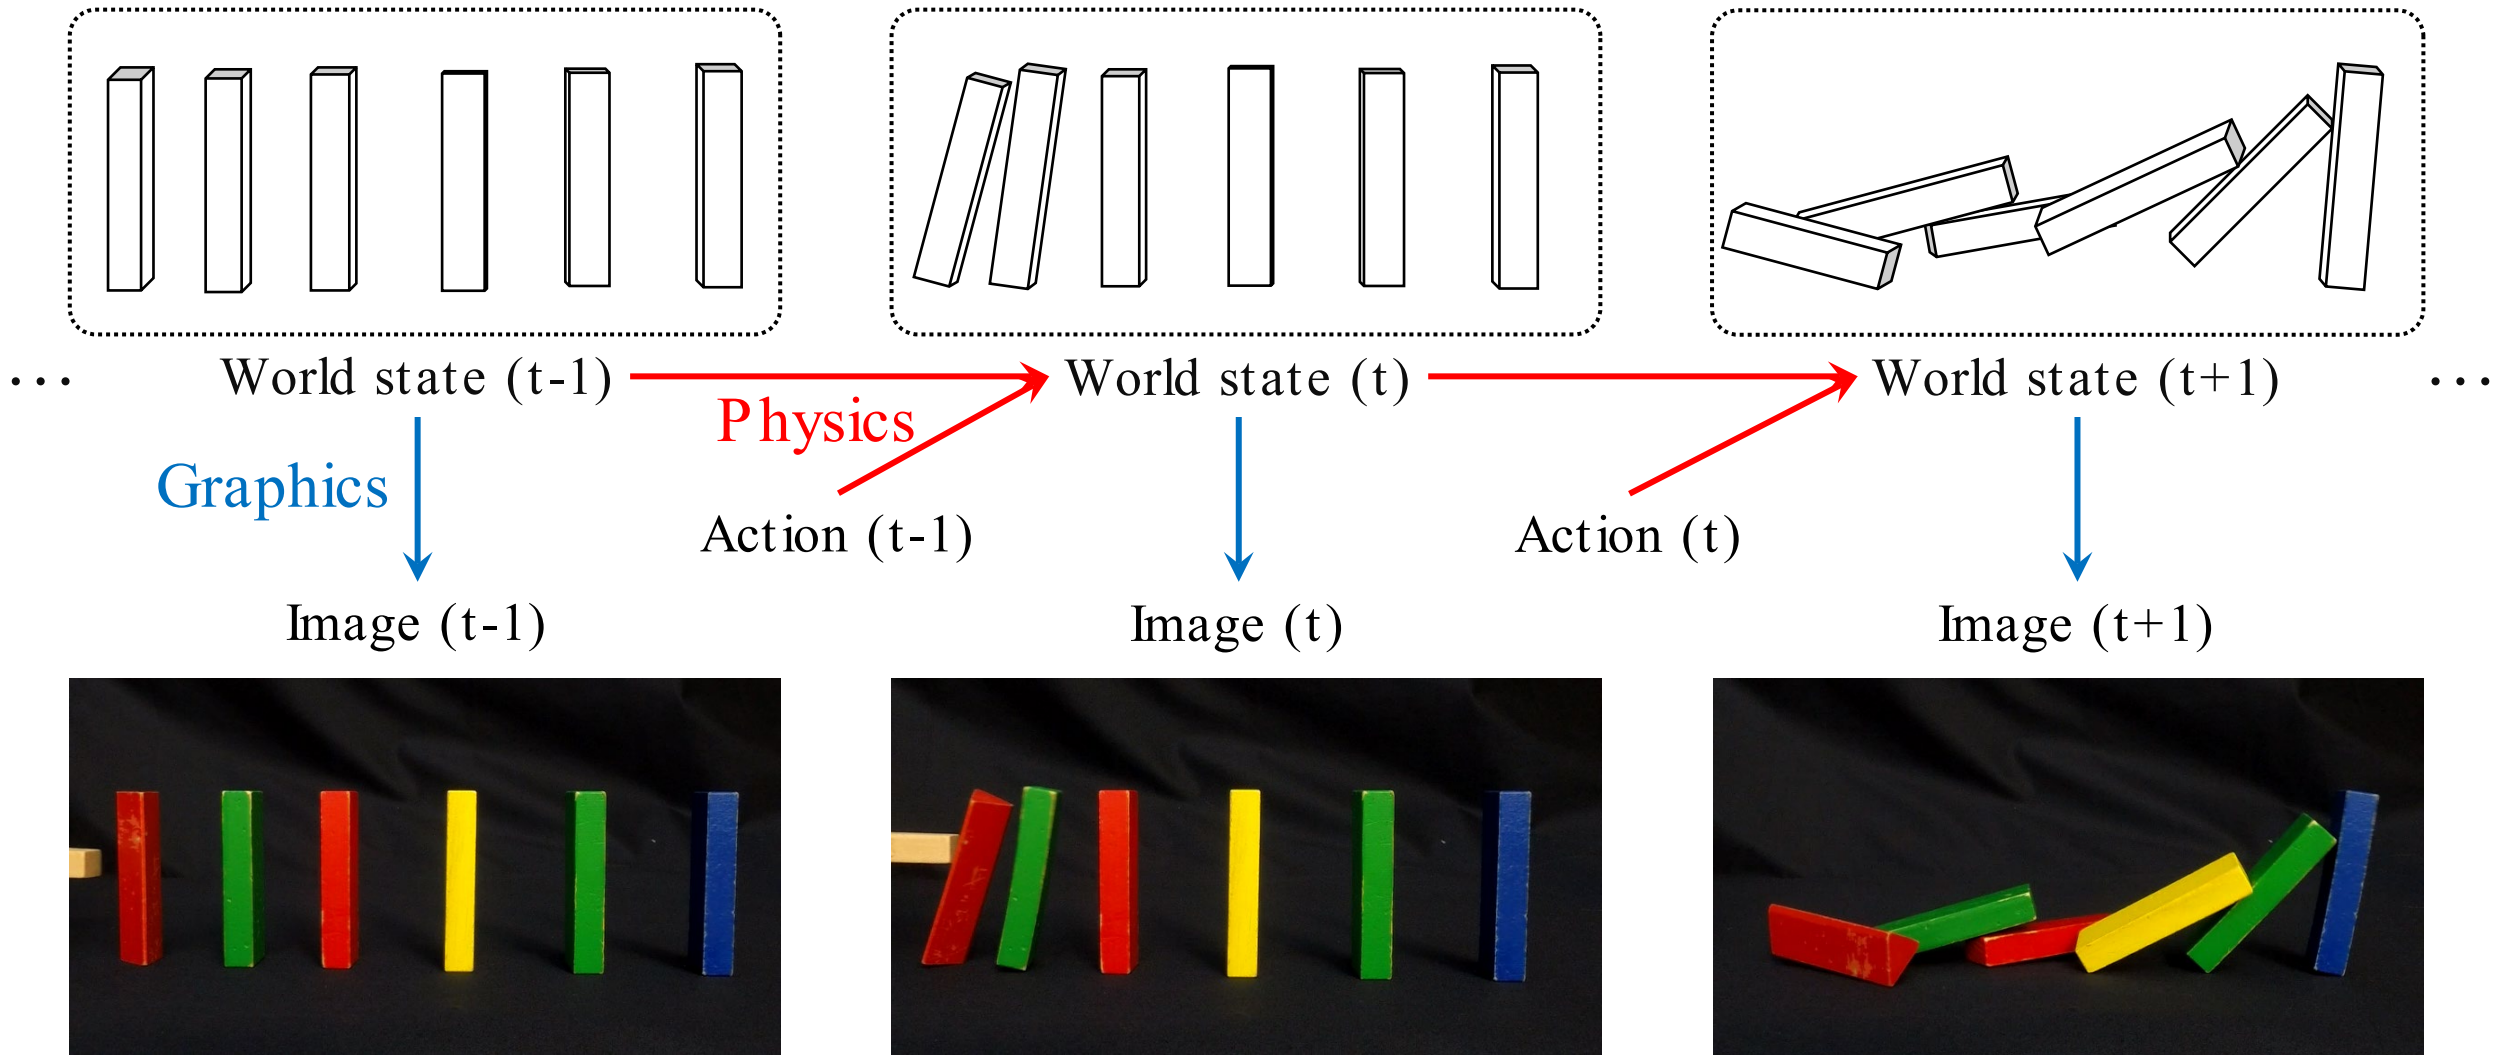 … World state (t-1) World state (t) World state (t+1) …
Physics
Graphics
Action (t-1) Action (t)
Image (t-1) Image (t) Image (t+1)